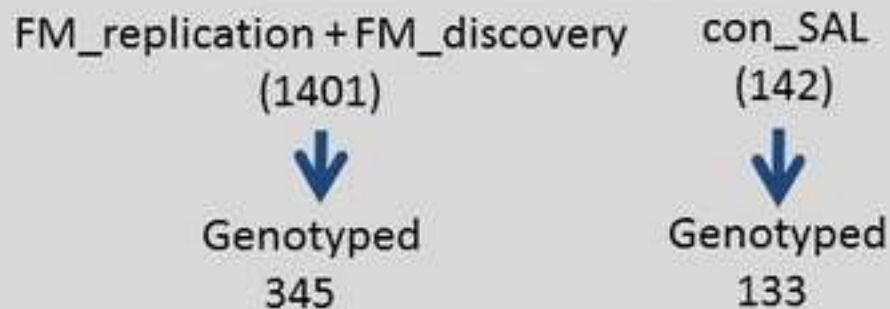 FM_replication + FM_discovery
(1401)
Genotyped
345
con_SAL
(142)
Genotyped
133